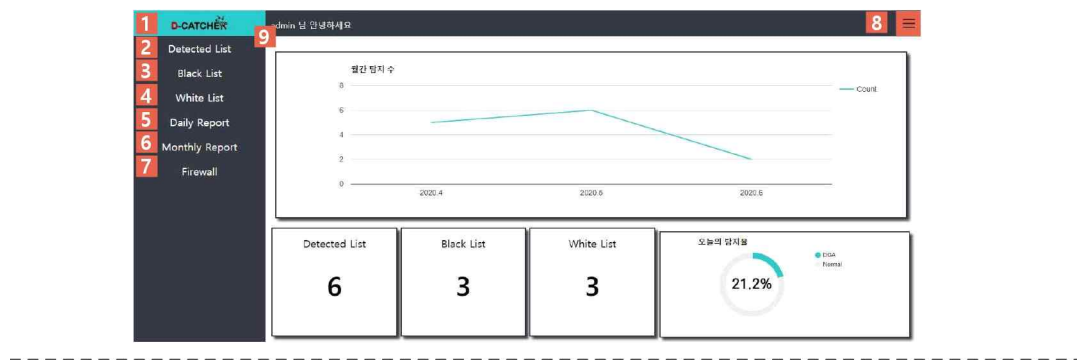 1 D-CATCHER admin 님 안녕하세요 8
9
2 Detected List
3 Black List
4 White List
5 Daily Report
6 Monthly Report
7 Firewall
월간 탐지 수
8
6
4
2
0
2020.4 2020.5 2020.6
Count
Detected List
6
Black List
3
White List
3
오늘의 탐지율
21.2%
DGA
Normal